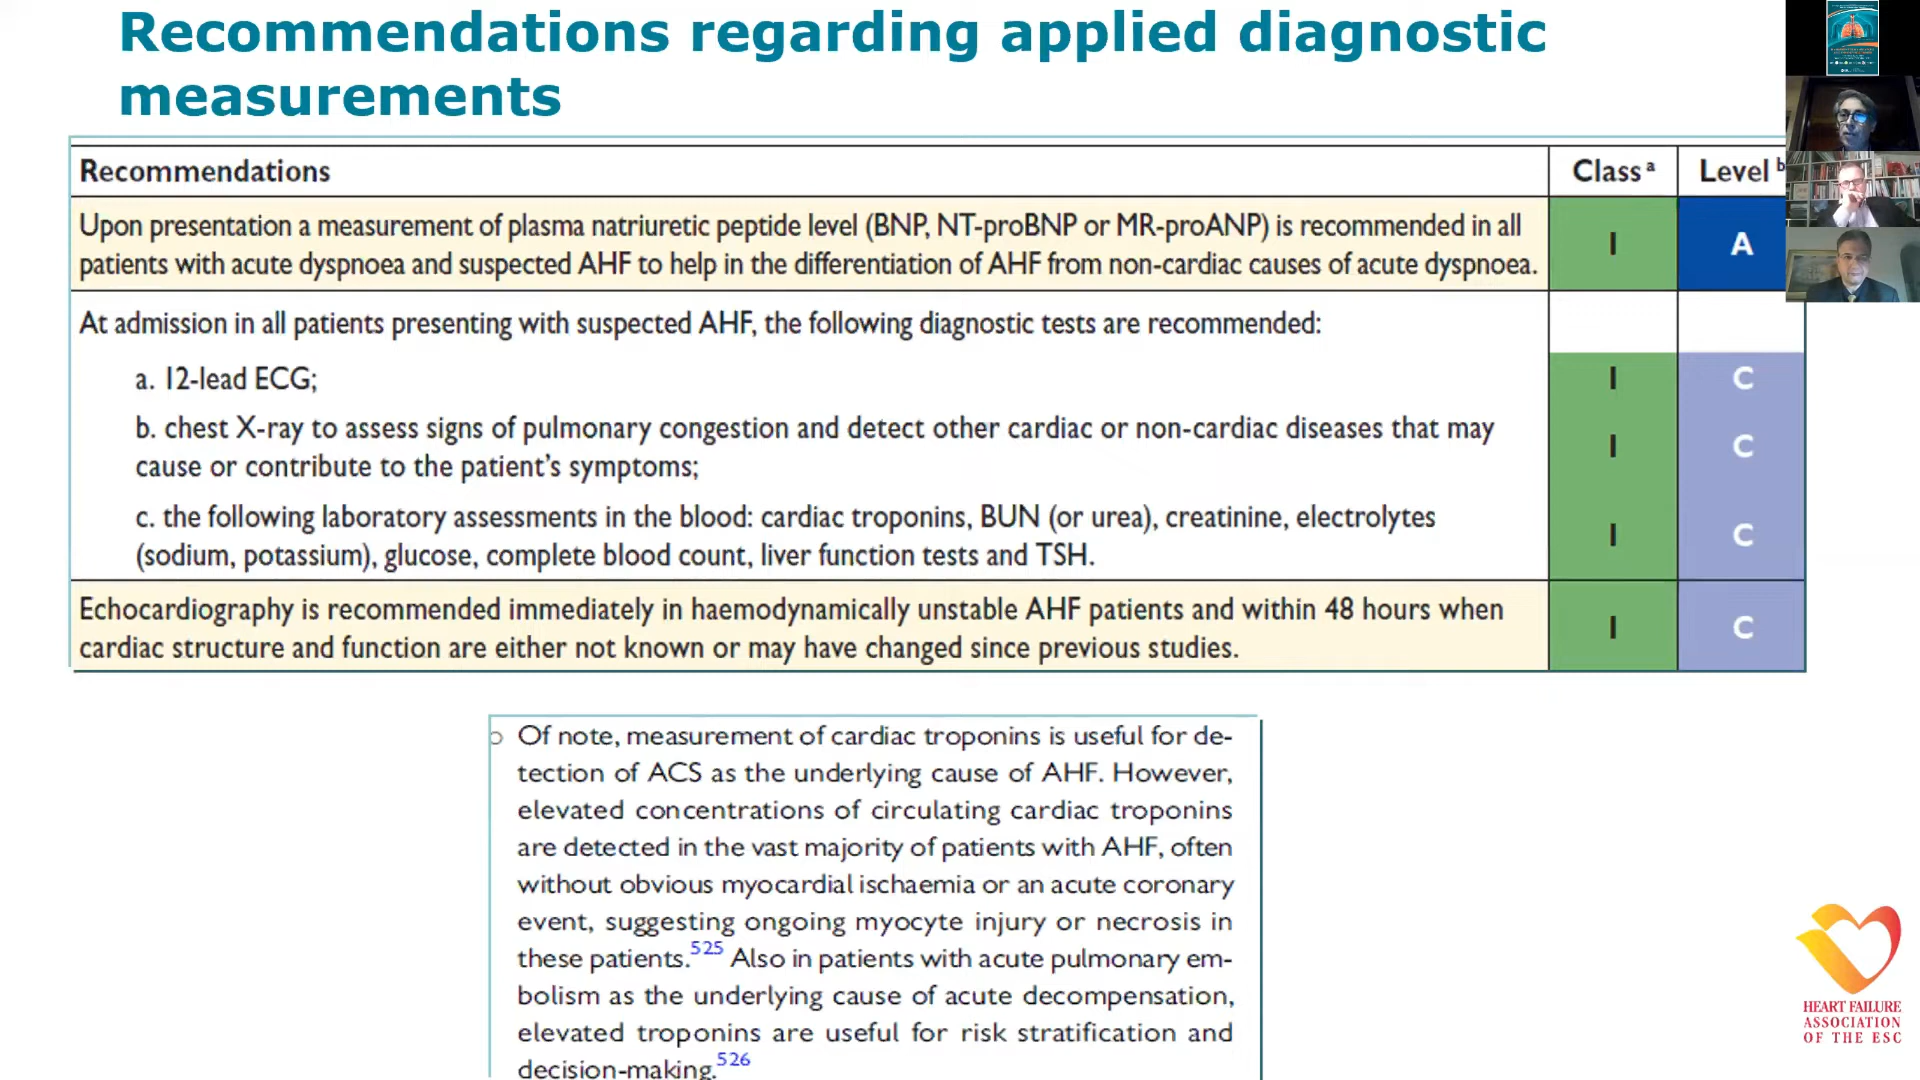 Recommendations regarding applied diagnostic
measurements
Recommendations Class a Level b
Upon presentation a measurement of plasma natriuretic peptide level (BNP, NT-proBNP or MR-proANP) is recommended in all
patients with acute dyspnoea and suspected AHF to help in the differentiation of AHF from non-cardiac causes of acute dyspnoea.
I A
At admission in all patients presenting with suspected AHF, the following diagnostic tests are recommended:
a. 12-lead ECG; I C
b. chest X-ray to assess signs of pulmonary congestion and detect other cardiac or non-cardiac diseases that may
cause or contribute to the patient's symptoms;
I C
c. the following laboratory assessments in the blood: cardiac troponins, BUN (or urea), creatinine, electrolytes
(sodium, potassium), glucose, complete blood count, liver function tests and TSH.
I C
Echocardiography is recommended immediately in haemodynamically unstable AHF patients and within 48 hours when
cardiac structure and function are either not known or may have changed since previous studies.
I C
○ Of note, measurement of cardiac troponins is useful for de-
tection of ACS as the underlying cause of AHF. However,
elevated concentrations of circulating cardiac troponins
are detected in the vast majority of patients with AHF, often
without obvious myocardial ischaemia or an acute coronary
event, suggesting ongoing myocyte injury or necrosis in
these patients.525 Also in patients with acute pulmonary em-
bolism as the underlying cause of acute decompensation,
elevated troponins are useful for risk stratification and
decision-making.526
HEART FAILURE
ASSOCIATION
OF THE ESC